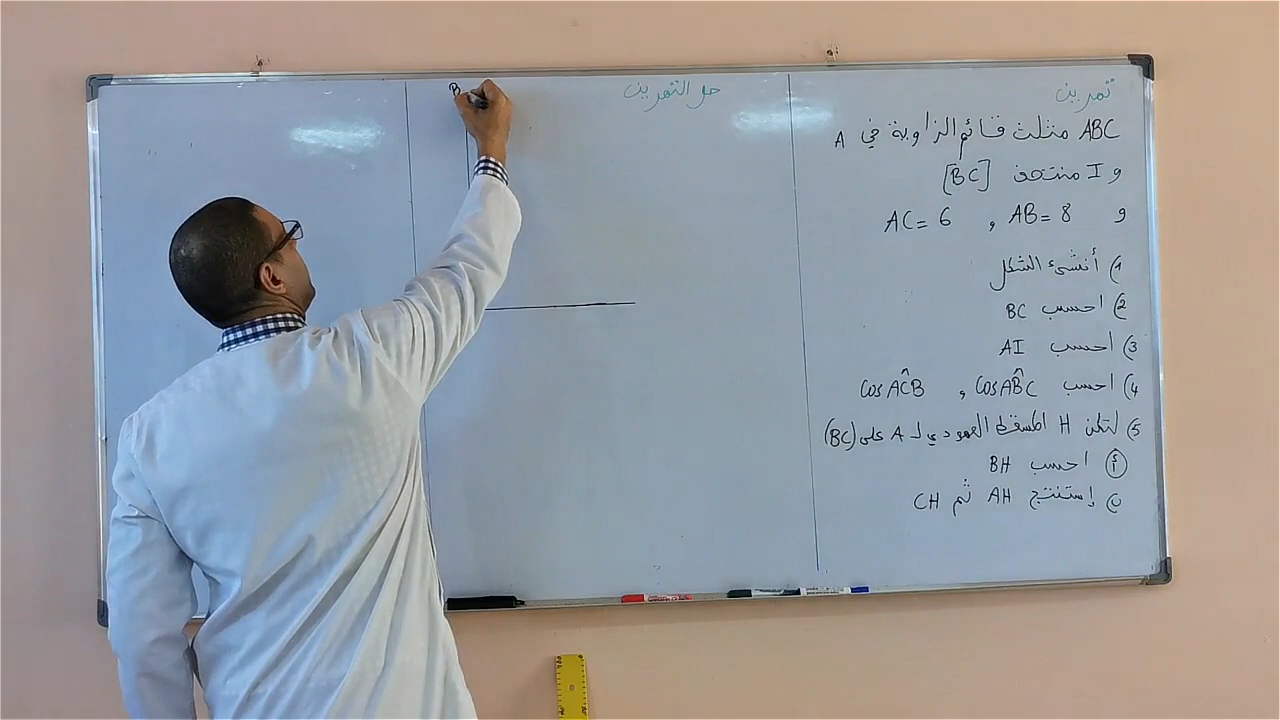 تمرين
ABC مثلث قائم الزاوية في A
و I منتصف [BC]
و AB = 8 , AC = 6
1) أنشئ الشكل
2) احسب BC
3) احسب AI
4) احسب cos AB̂C , cos AĈB
5) لتكن H المسقط العمودي لـ A على (BC)
أ) احسب BH
ب) إستنتج AH ثم CH
حل التمرين
B